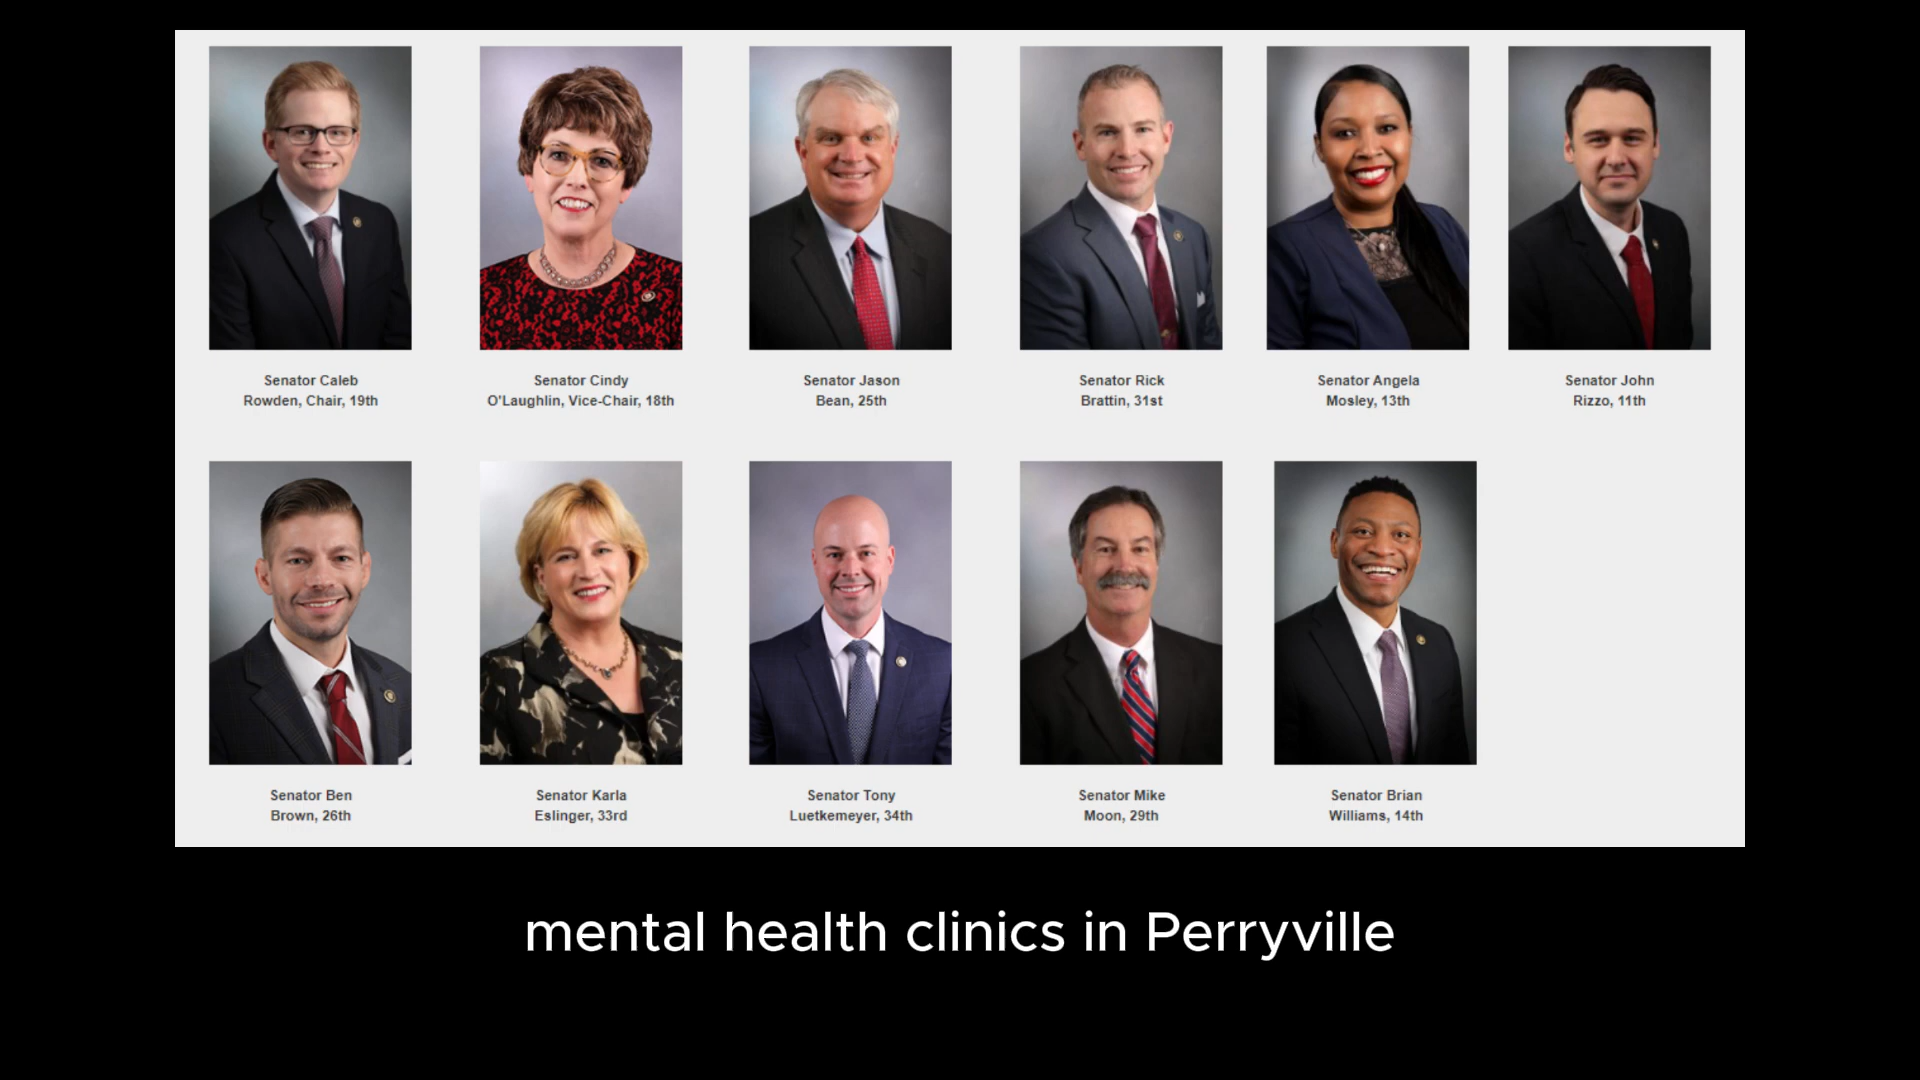 Senator Caleb
Rowden, Chair, 19th
Senator Cindy
O'Laughlin, Vice-Chair, 18th
Senator Jason
Bean, 25th
Senator Rick
Brattin, 31st
Senator Angela
Mosley, 13th
Senator John
Rizzo, 11th
Senator Ben
Brown, 26th
Senator Karla
Eslinger, 33rd
Senator Tony
Luetkemeyer, 34th
Senator Mike
Moon, 29th
Senator Brian
Williams, 14th
mental health clinics in Perryville